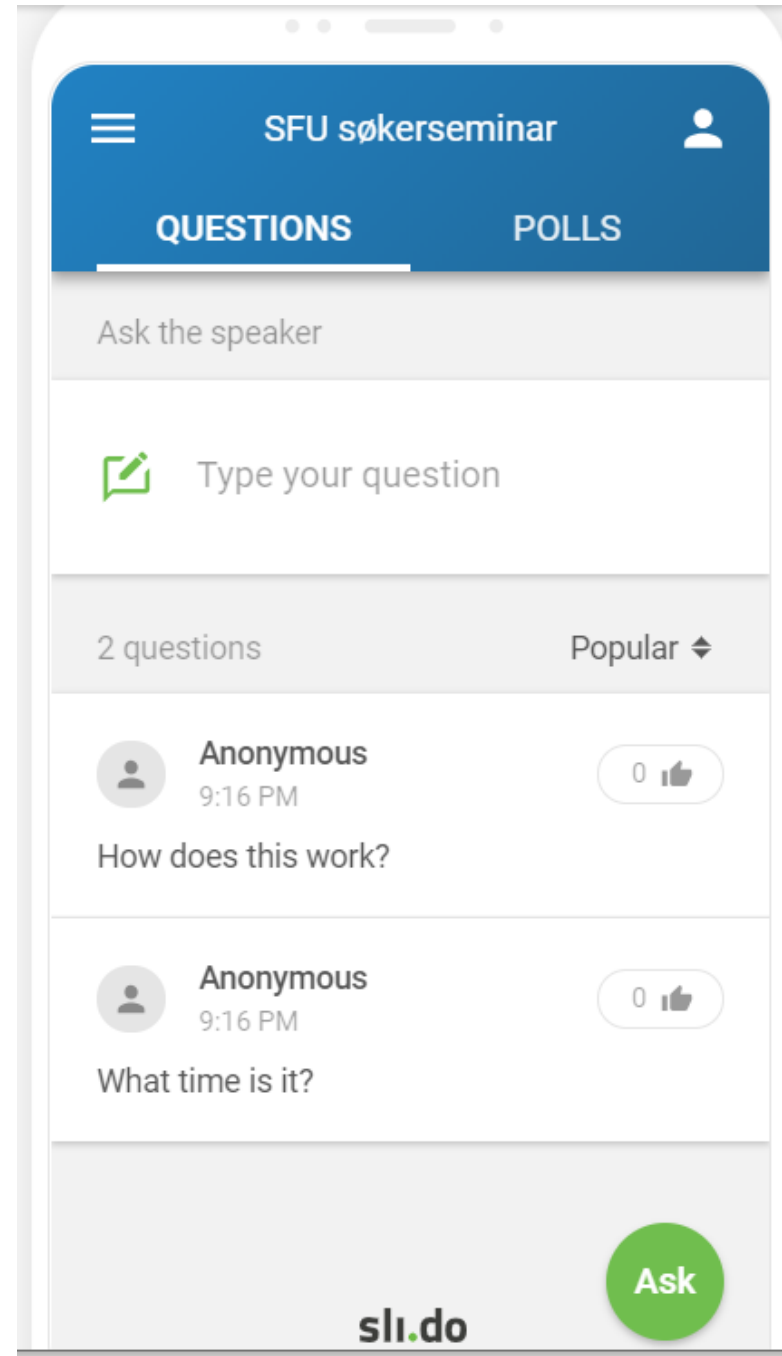 SFU søkerseminar
QUESTIONS POLLS
Ask the speaker
Type your question
2 questions Popular
Anonymous
9:16 PM
0
How does this work?
Anonymous
9:16 PM
0
What time is it?
Ask
sli.do